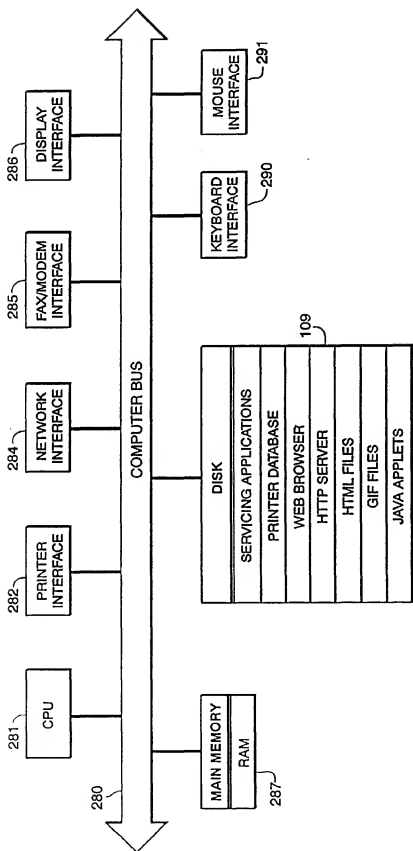 281
CPU
282
PRINTER
INTERFACE
284
NETWORK
INTERFACE
285
FAX/MODEM
INTERFACE
286
DISPLAY
INTERFACE
280
COMPUTER BUS
MAIN MEMORY
RAM
287
DISK
SERVICING APPLICATIONS
PRINTER DATABASE
WEB BROWSER
HTTP SERVER
HTML FILES
GIF FILES
JAVA APPLETS
109
KEYBOARD
INTERFACE
290
MOUSE
INTERFACE
291